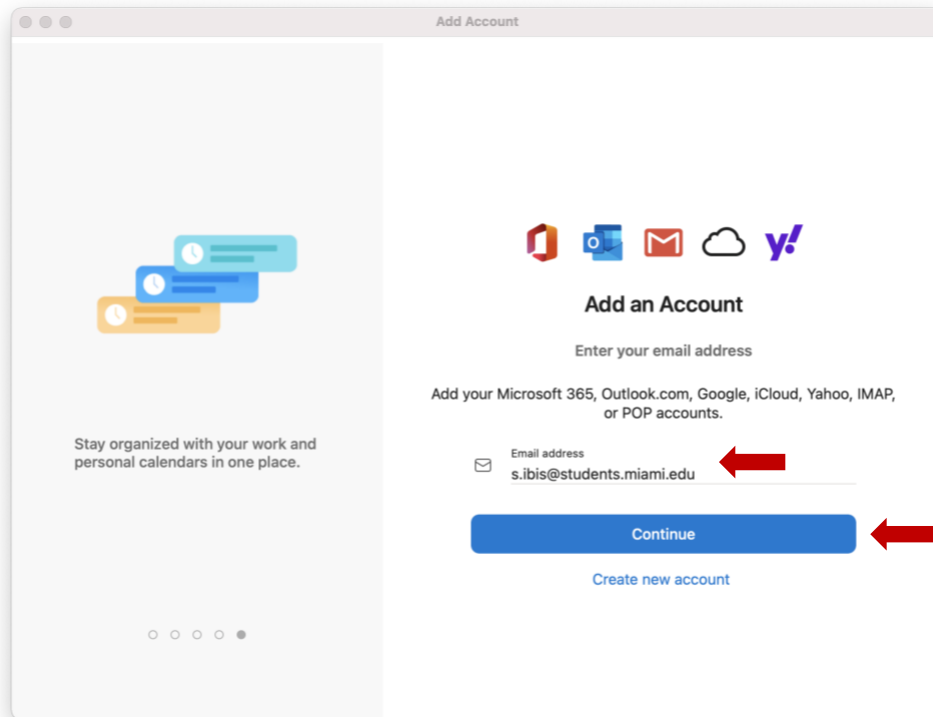 Add Account
Stay organized with your work and
personal calendars in one place.
Add an Account
Enter your email address
Add your Microsoft 365, Outlook.com, Google, iCloud, Yahoo, IMAP,
or POP accounts.
Email address
s.ibis@students.miami.edu
Continue
Create new account